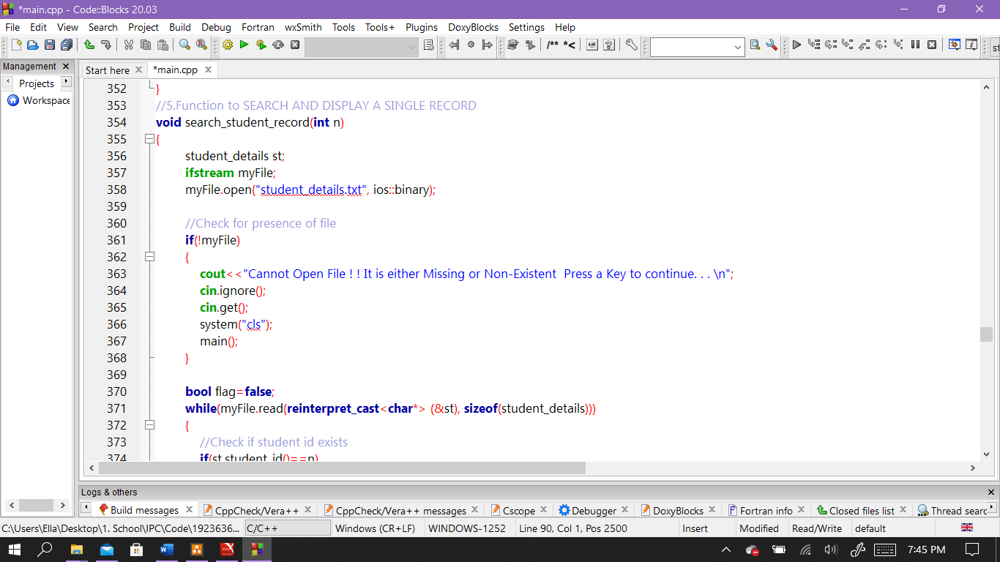 *main.cpp - Code::Blocks 20.03
File Edit View Search Project Build Debug Fortran wxSmith Tools Tools+ Plugins DoxyBlocks Settings Help
/** *<
st
Management
Start here *main.cpp
Projects
Workspace
352 }
353 //5.Function to SEARCH AND DISPLAY A SINGLE RECORD
354 void search_student_record(int n)
355 {
356 student_details st;
357 ifstream myFile;
358 myFile.open("student_details.txt", ios::binary);
359
360 //Check for presence of file
361 if(!myFile)
362 {
363 cout<<"Cannot Open File ! ! It is either Missing or Non-Existent  Press a Key to continue. . . \n";
364 cin.ignore();
365 cin.get();
366 system("cls");
367 main();
368 }
369
370 bool flag=false;
371 while(myFile.read(reinterpret_cast<char*> (&st), sizeof(student_details)))
372 {
373 //Check if student id exists
374 if(st.student_id()==n)
Logs & others
Build messages CppCheck/Vera++ CppCheck/Vera++ messages Cscope Debugger DoxyBlocks Fortran info Closed files list Thread searc
C:\Users\Ella\Desktop\1. School\IPC\Code\1923636... C/C++ Windows (CR+LF) WINDOWS-1252 Line 90, Col 1, Pos 2500 Insert Modified Read/Write default
7:45 PM